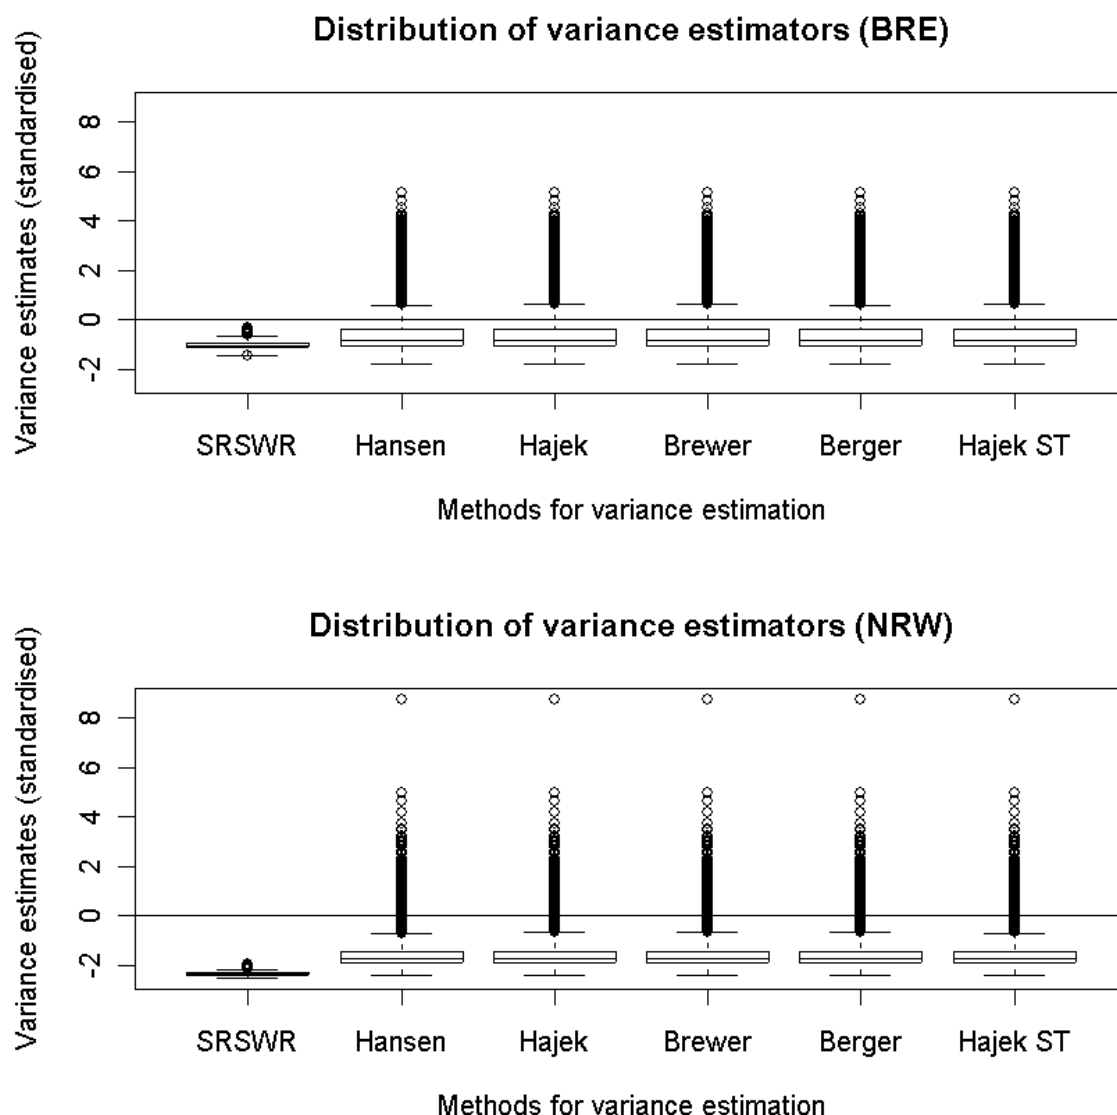 Distribution of variance estimators (BRE)
Variance estimates (standardised)
8
6
4
2
0
-2
SRSWR Hansen Hajek Brewer Berger Hajek ST
Methods for variance estimation
Distribution of variance estimators (NRW)
Variance estimates (standardised)
8
6
4
2
0
-2
SRSWR Hansen Hajek Brewer Berger Hajek ST
Methods for variance estimation